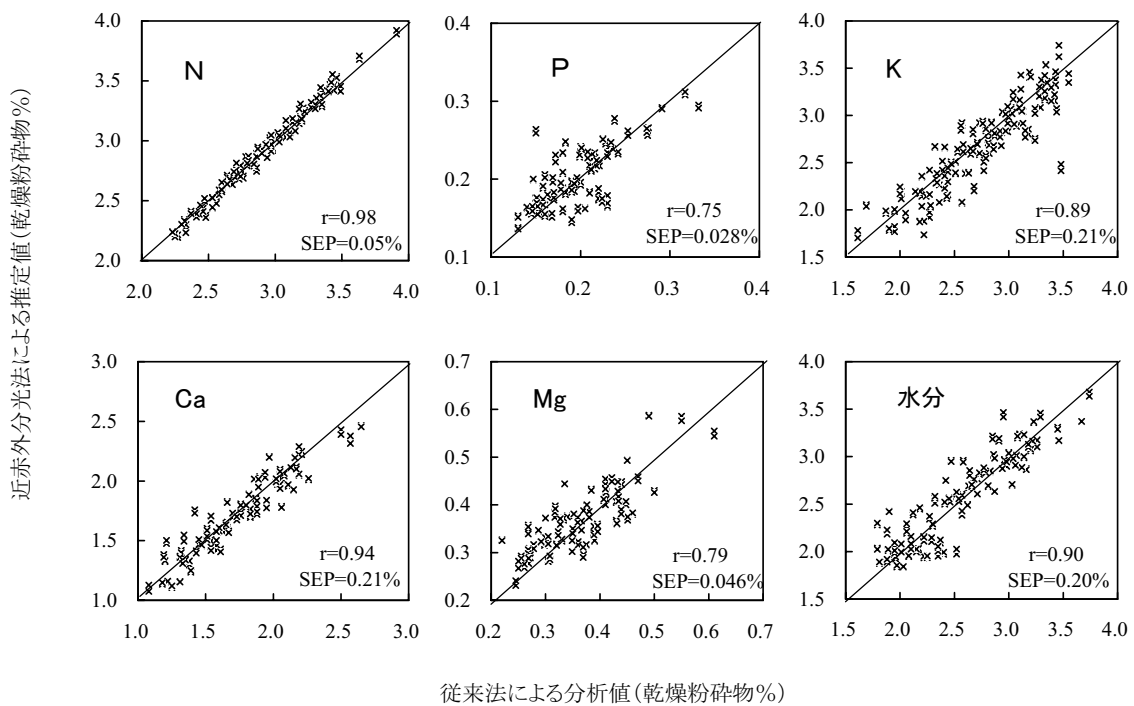 近赤外分光法による推定値(乾燥粉砕物%)
4.0
3.5
3.0
2.5
2.0
N
r=0.98
SEP=0.05%
2.0 2.5 3.0 3.5 4.0
0.4
0.3
0.2
0.1
P
r=0.75
SEP=0.028%
0.1 0.2 0.3 0.4
4.0
3.5
3.0
2.5
2.0
1.5
K
r=0.89
SEP=0.21%
1.5 2.0 2.5 3.0 3.5 4.0
3.0
2.5
2.0
1.5
1.0
Ca
r=0.94
SEP=0.21%
1.0 1.5 2.0 2.5 3.0
0.7
0.6
0.5
0.4
0.3
0.2
Mg
r=0.79
SEP=0.046%
0.2 0.3 0.4 0.5 0.6 0.7
4.0
3.5
3.0
2.5
2.0
1.5
水分
r=0.90
SEP=0.20%
1.5 2.0 2.5 3.0 3.5 4.0
従来法による分析値(乾燥粉砕物%)